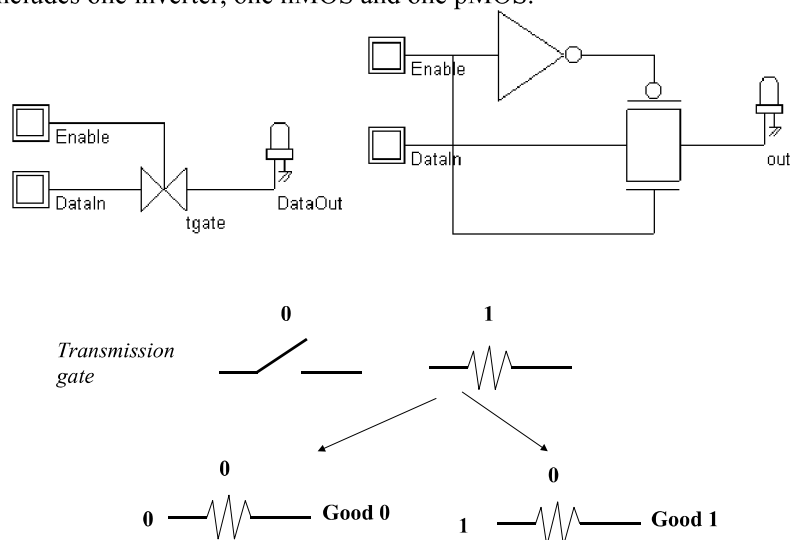 includes one inverter, one nMOS and one pMOS.
Enable
DataIn
tgate
DataOut
Enable
DataIn
out
0
1
Transmission
gate
0
0
0
Good 0
1
Good 1